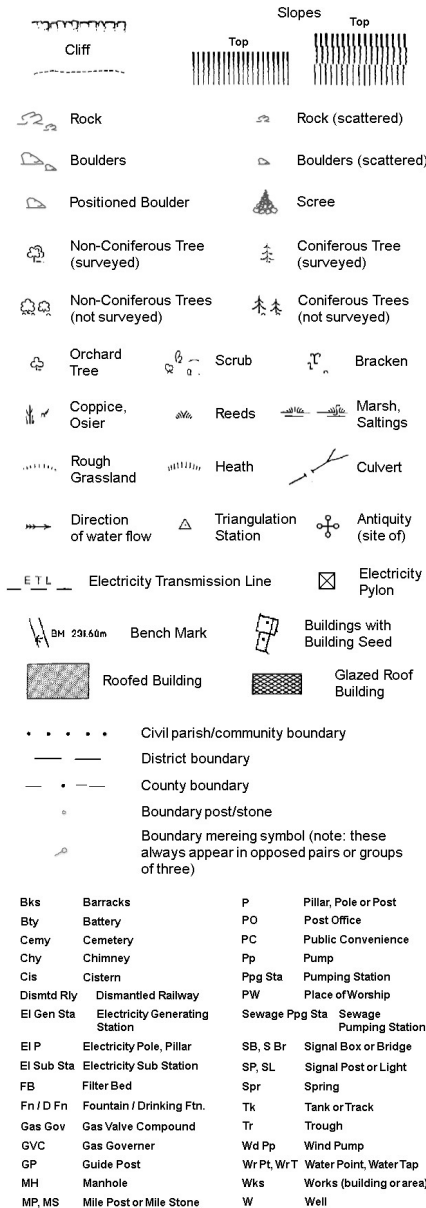 Slopes
Cliff
Top
Top
Rock
Rock (scattered)
Boulders
Boulders (scattered)
Positioned Boulder
Scree
Non-Coniferous Tree
(surveyed)
Coniferous Tree
(surveyed)
Non-Coniferous Trees
(not surveyed)
Coniferous Trees
(not surveyed)
Orchard
Tree
Scrub
Bracken
Coppice,
Osier
Reeds
Marsh,
Saltings
Rough
Grassland
Heath
Culvert
Direction
of water flow
Triangulation
Station
Antiquity
(site of)
E T L
Electricity Transmission Line
Electricity
Pylon
BM 231.60m
Bench Mark
Buildings with
Building Seed
Roofed Building
Glazed Roof
Building
Civil parish/community boundary
District boundary
County boundary
Boundary post/stone
Boundary mereing symbol (note: these
always appear in opposed pairs or groups
of three)
Bks Barracks
Bty Battery
Cemy Cemetery
Chy Chimney
Cis Cistern
Dismtd Rly Dismantled Railway
El Gen Sta Electricity Generating
Station
El P Electricity Pole, Pillar
El Sub Sta Electricity Sub Station
FB Filter Bed
Fn / D Fn Fountain / Drinking Ftn.
Gas Gov Gas Valve Compound
GVC Gas Governer
GP Guide Post
MH Manhole
MP, MS Mile Post or Mile Stone
P Pillar, Pole or Post
PO Post Office
PC Public Convenience
Pp Pump
Ppg Sta Pumping Station
PW Place of Worship
Sewage Ppg Sta Sewage
Pumping Station
SB, S Br Signal Box or Bridge
SP, SL Signal Post or Light
Spr Spring
Tk Tank or Track
Tr Trough
Wd Pp Wind Pump
Wr Pt, Wr T Water Point, Water Tap
Wks Works (building or area)
W Well